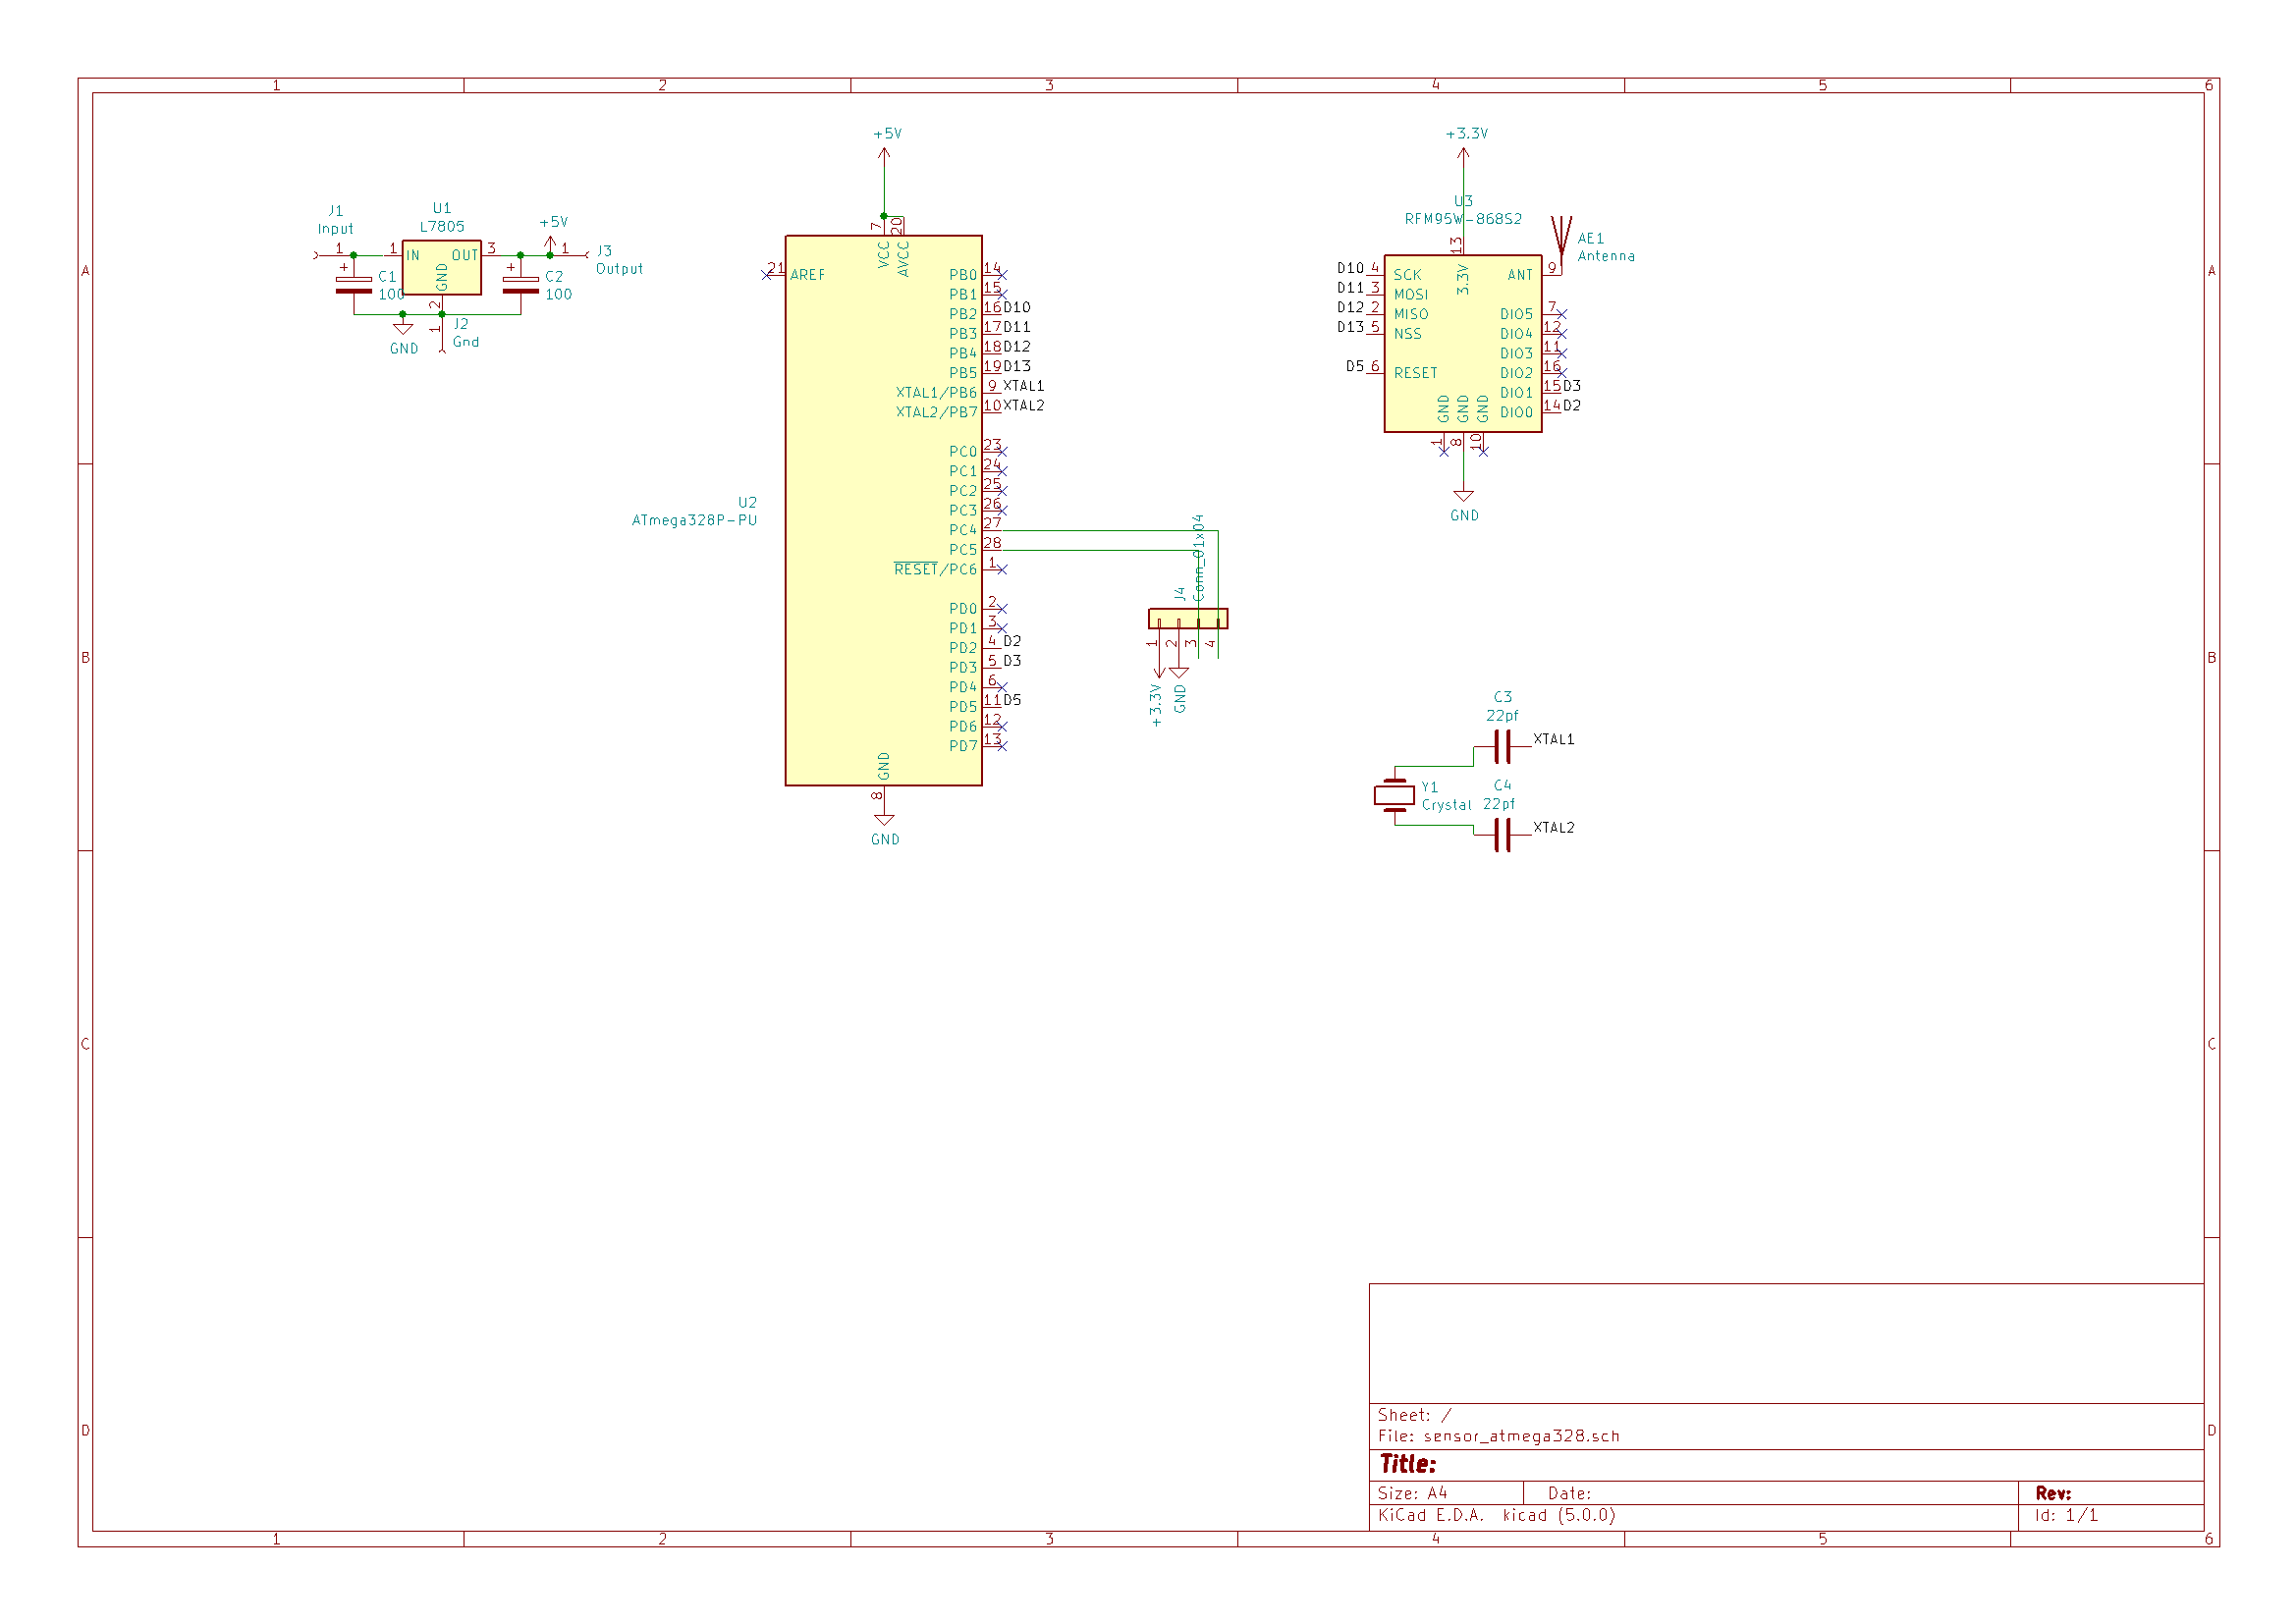 1 2 3 4 5 6
A
B
C
D
A
B
C
D
1 2 3 4 5 6
J1
Input
1
U1
L7805
1 IN
OUT 3
GND
2
+5V
1
J3
Output
+
C1
100
+
C2
100
GND
1
J2
Gnd
+5V
7
20
VCC
AVCC
21 AREF
U2
ATmega328P-PU
PB0 14
PB1 15
PB2 16 D10
PB3 17 D11
PB4 18 D12
PB5 19 D13
XTAL1/PB6 9 XTAL1
XTAL2/PB7 10 XTAL2
PC0 23
PC1 24
PC2 25
PC3 26
PC4 27
PC5 28
RESET/PC6 1
PD0 2
PD1 3
PD2 4 D2
PD3 5 D3
PD4 6
PD5 11 D5
PD6 12
PD7 13
GND
8
GND
J4
Conn_01x04
1
2
3
4
+3.3V
GND
+3.3V
U3
RFM95W-868S2
13
3.3V
AE1
Antenna
D10 4 SCK
D11 3 MOSI
D12 2 MISO
D13 5 NSS
D5 6 RESET
ANT 9
DIO5 7
DIO4 12
DIO3 11
DIO2 16
DIO1 15 D3
DIO0 14 D2
GND
GND
GND
1
8
10
GND
C3
22pf
XTAL1
Y1
Crystal
C4
22pf
XTAL2
Sheet: /
File: sensor_atmega328.sch
Title:
Size: A4
Date:
Rev:
KiCad E.D.A. kicad (5.0.0)
Id: 1/1